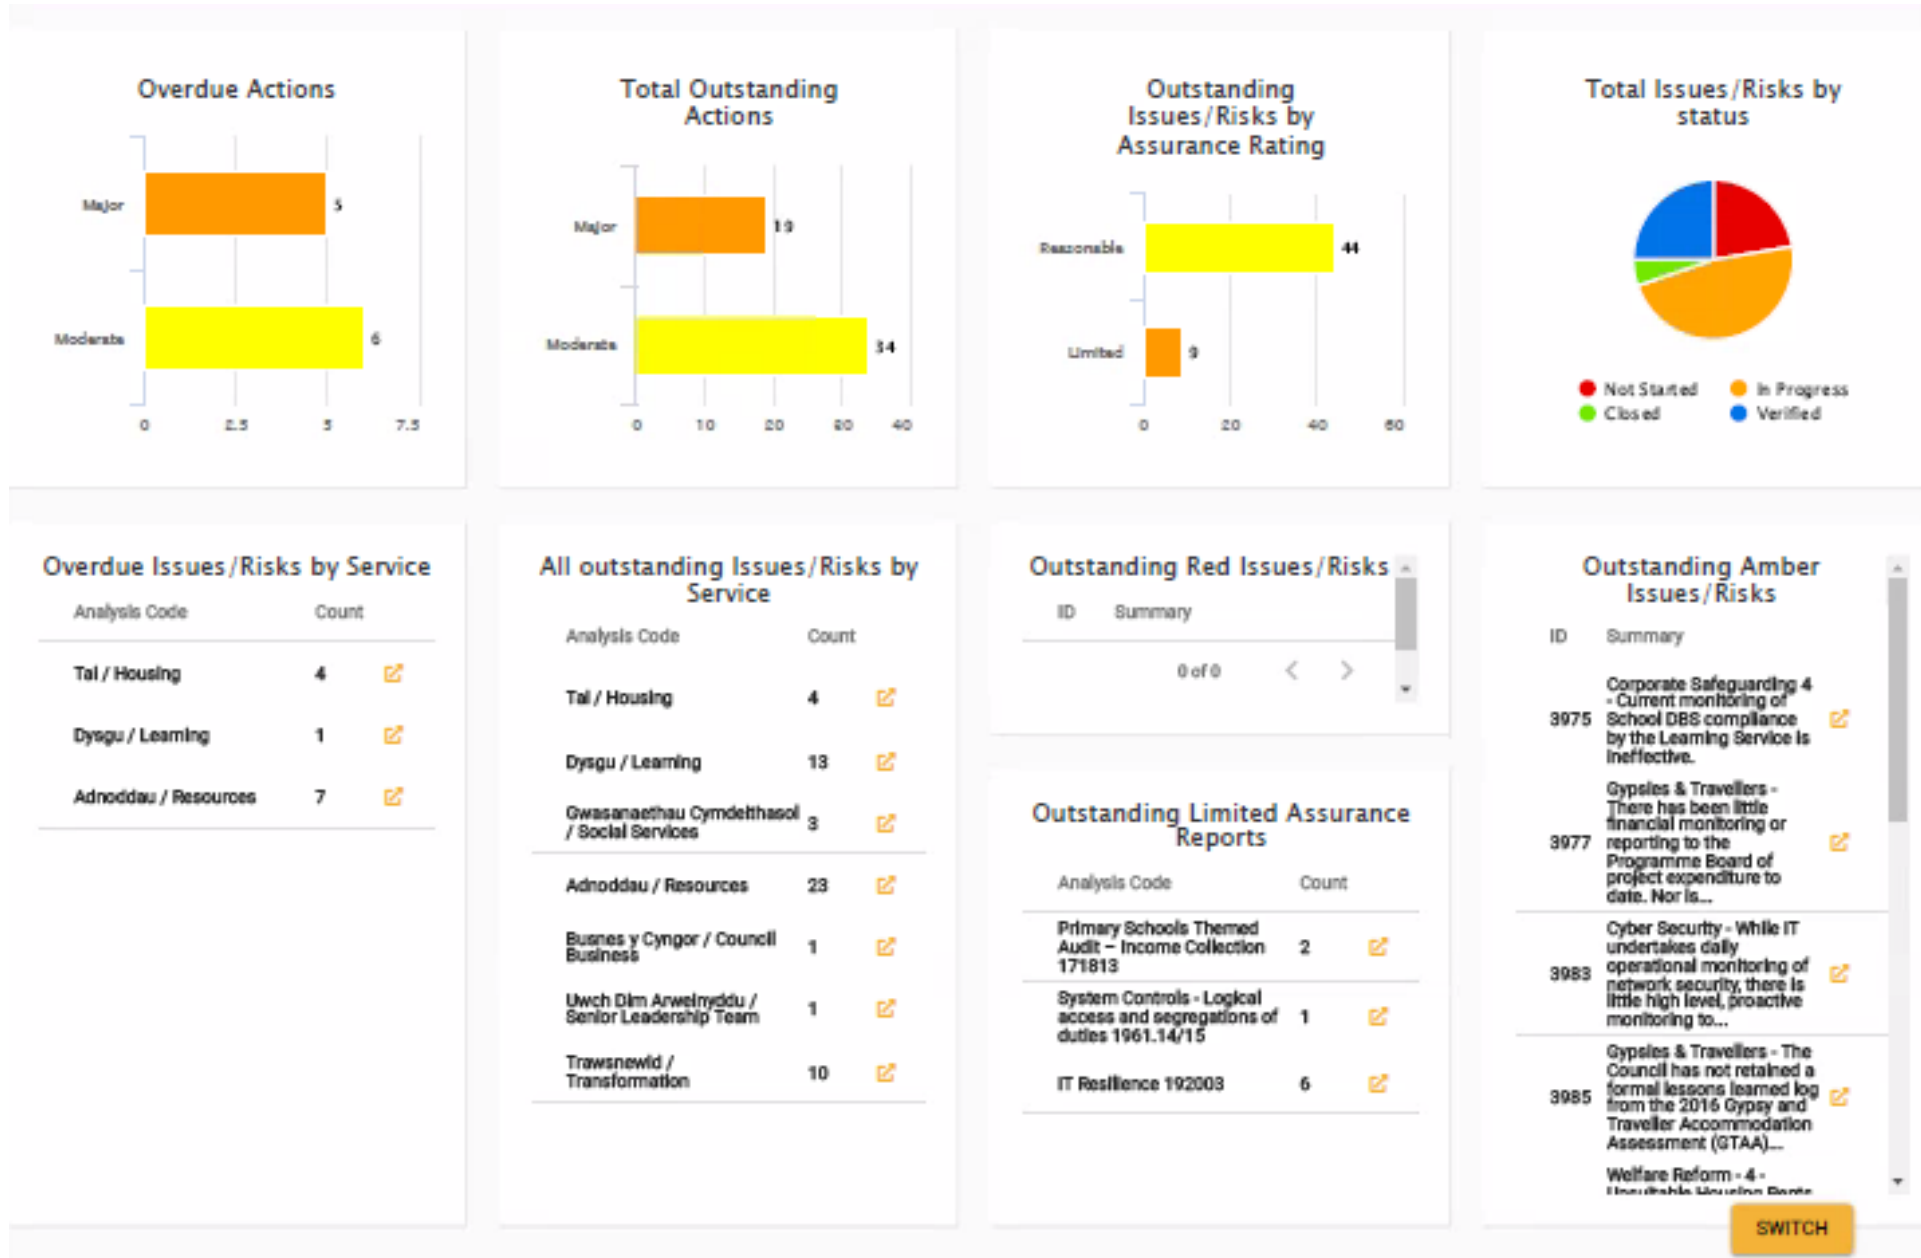 Overdue Actions
Major
5
Moderate
6
0
2.5
5
7.5
Total Outstanding
Actions
Major
19
Moderate
34
0
10
20
30
40
Outstanding
Issues/Risks by
Assurance Rating
Reasonable
44
Limited
9
0
20
40
60
Total Issues/Risks by
status
Not Started
In Progress
Closed
Verified
Overdue Issues/Risks by Service
Analysis Code Count
Tai / Housing 4
Dysgu / Learning 1
Adnoddau / Resources 7
All outstanding Issues/Risks by
Service
Analysis Code Count
Tai / Housing 4
Dysgu / Learning 13
Gwasanaethau Cymdeithasol
/ Social Services 3
Adnoddau / Resources 23
Busnes y Cyngor / Council
Business 1
Uwch Dim Arweinyddu /
Senior Leadership Team 1
Trawsnewid /
Transformation 10
Outstanding Red Issues/Risks
ID Summary
0 of 0
Outstanding Limited Assurance
Reports
Analysis Code Count
Primary Schools Themed
Audit – Income Collection 2
171813
System Controls - Logical
access and segregations of 1
duties 1961.14/15
IT Resilience 192003 6
Outstanding Amber
Issues/Risks
ID Summary
Corporate Safeguarding 4
- Current monitoring of
3975 School DBS compliance
by the Learning Service is
ineffective.
Gypsies & Travellers -
There has been little
financial monitoring or
3977 reporting to the
Programme Board of
project expenditure to
date. Nor is...
Cyber Security - While IT
undertakes daily
3983 operational monitoring of
network security, there is
little high level, proactive
monitoring to...
Gypsies & Travellers - The
Council has not retained a
3985 formal lessons learned log
from the 2016 Gypsy and
Traveller Accommodation
Assessment (GTAA)...
Welfare Reform - 4 -
Unsuitable Housing Rents
SWITCH